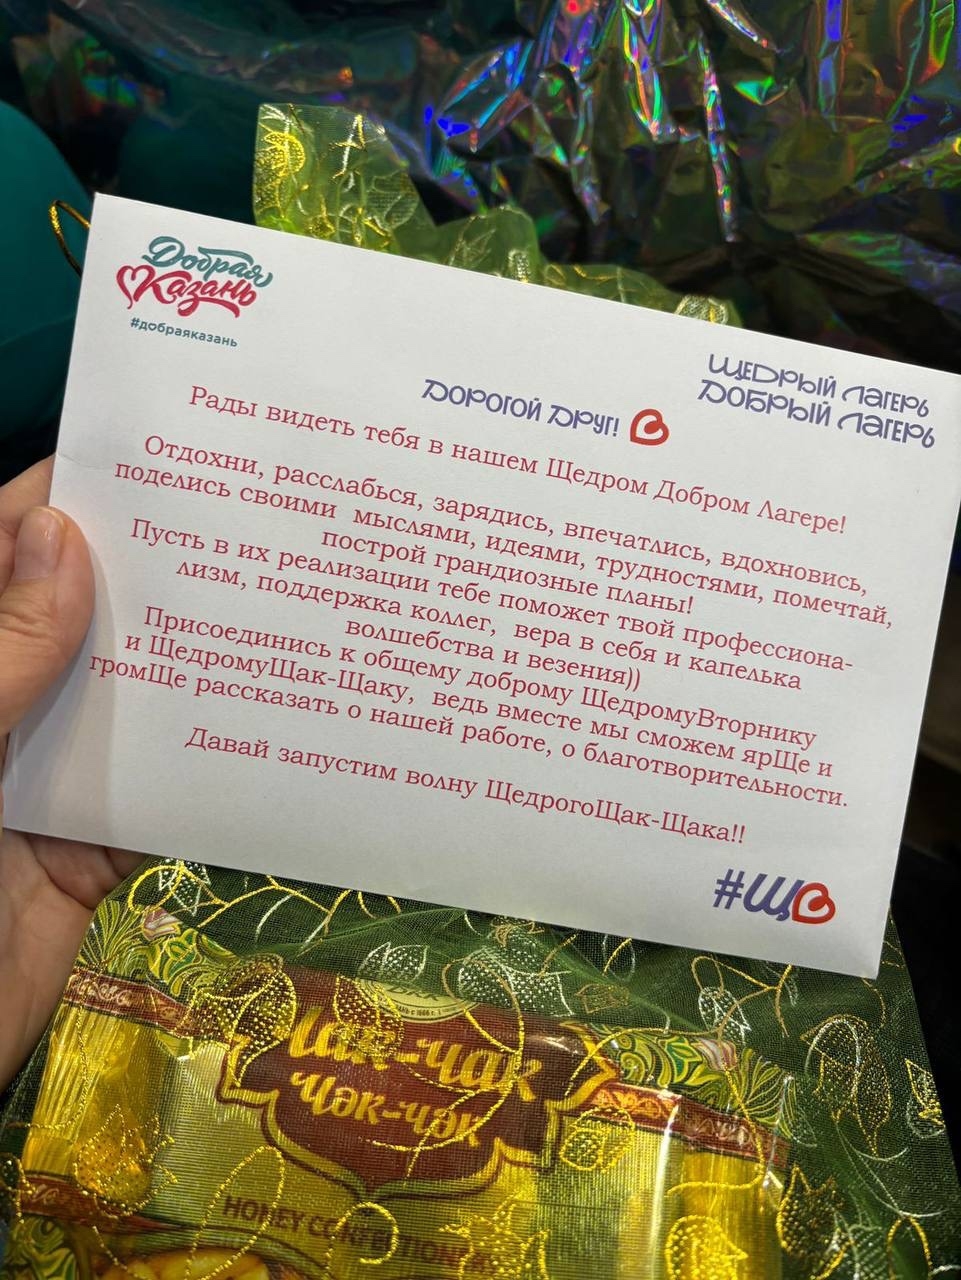 Добрая
Казань
#добраяказань
ЩЕДРЫЙ ЛАГЕРЬ
ДОБРЫЙ ЛАГЕРЬ
ДОРОГОЙ ДРУГ!
Рады видеть тебя в нашем Щедром Добром Лагере!
Отдохни, расслабься, зарядись, впечатлись, вдохновись,
поделись своими мыслями, идеями, трудностями, помечтай,
построй грандиозные планы!
Пусть в их реализации тебе поможет твой профессиона-
лизм, поддержка коллег, вера в себя и капелька
волшебства и везения))
Присоединись к общему доброму ЩедромуВторнику
и ЩедромуЩак-Щаку, ведь вместе мы сможем ярЩе и
громЩе рассказать о нашей работе, о благотворительности.
Давай запустим волну ЩедрогоЩак-Щака!!
#Щ
Чак-чак
Чәк-чәк
HONEY CONFECTIONERY